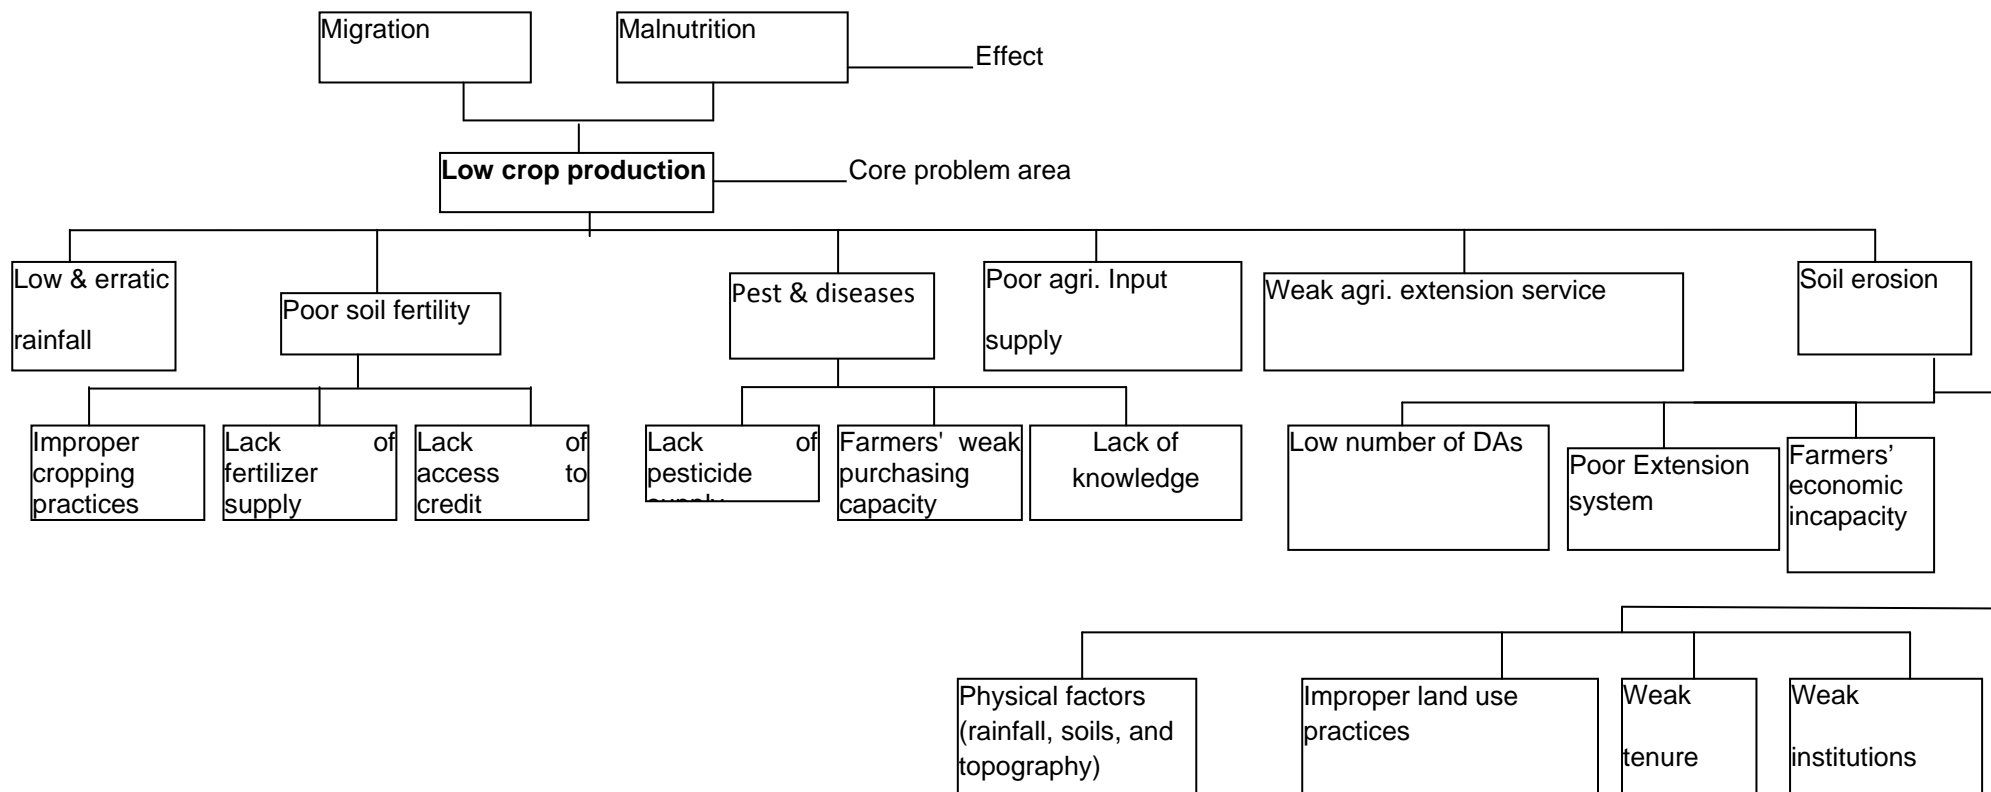 Migration
Malnutrition
Effect
Low crop production
Core problem area
Low & erratic
rainfall
Poor soil fertility
Pest & diseases
Poor agri. Input
supply
Weak agri. extension service
Soil erosion
Improper
cropping
practices
Lack of
fertilizer
supply
Lack of
access to
credit
Lack of
pesticide
Farmers' weak
purchasing
capacity
Lack of
knowledge
Low number of DAs
Poor Extension
system
Farmers’
economic
incapacity
Physical factors
(rainfall, soils, and
topography)
Improper land use
practices
Weak
tenure
Weak
institutions